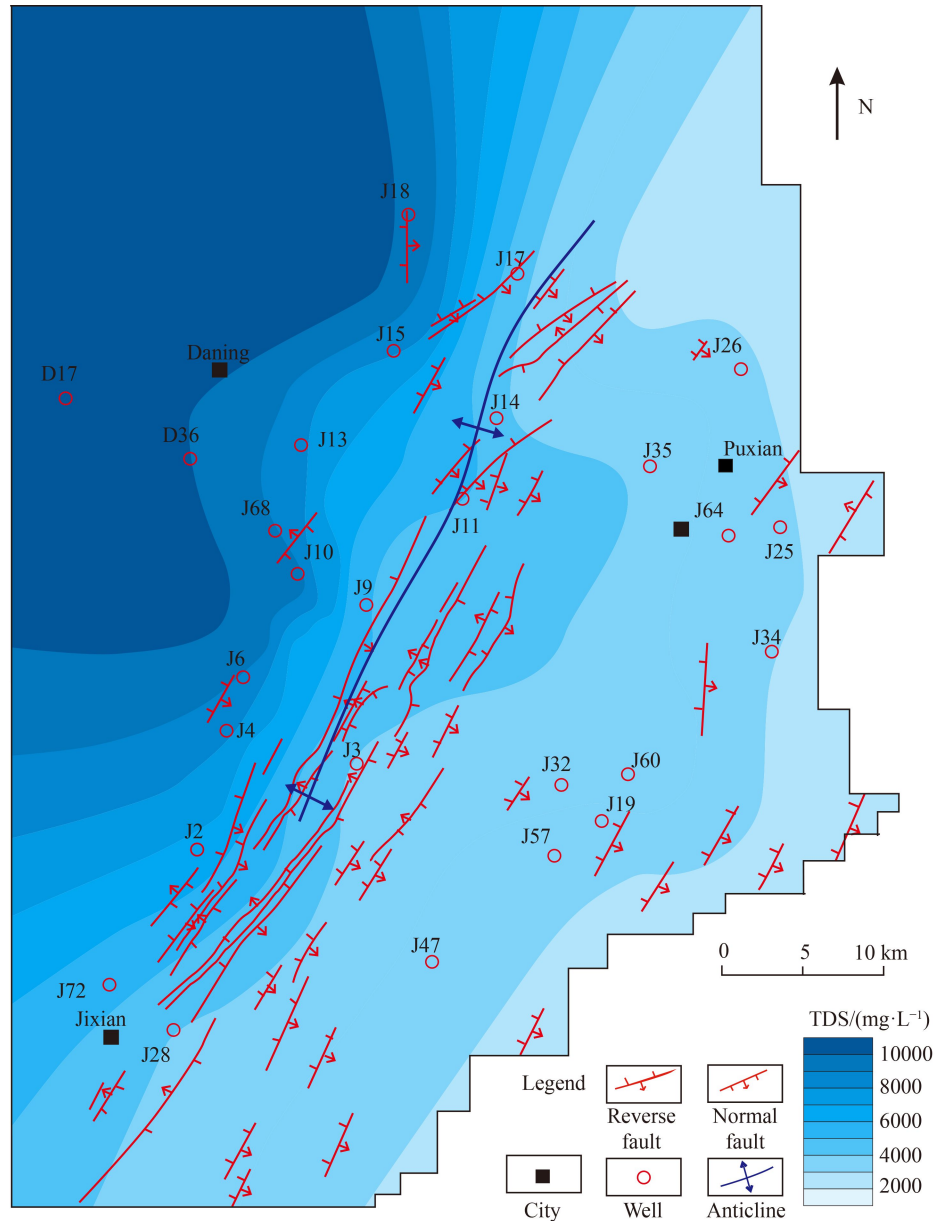 N
J18
J17
J15
Daning
J26
D17
J14
J13
D36
J35
Puxian
J68
J11
J64
J25
J10
J9
J34
J6
J4
J3
J32
J60
J19
J2
J57
J47
0 5 10 km
J72
Jixian
J28
TDS/(mg·L⁻¹)
10000
8000
6000
4000
2000
Legend
Reverse
fault
Normal
fault
City
Well
Anticline